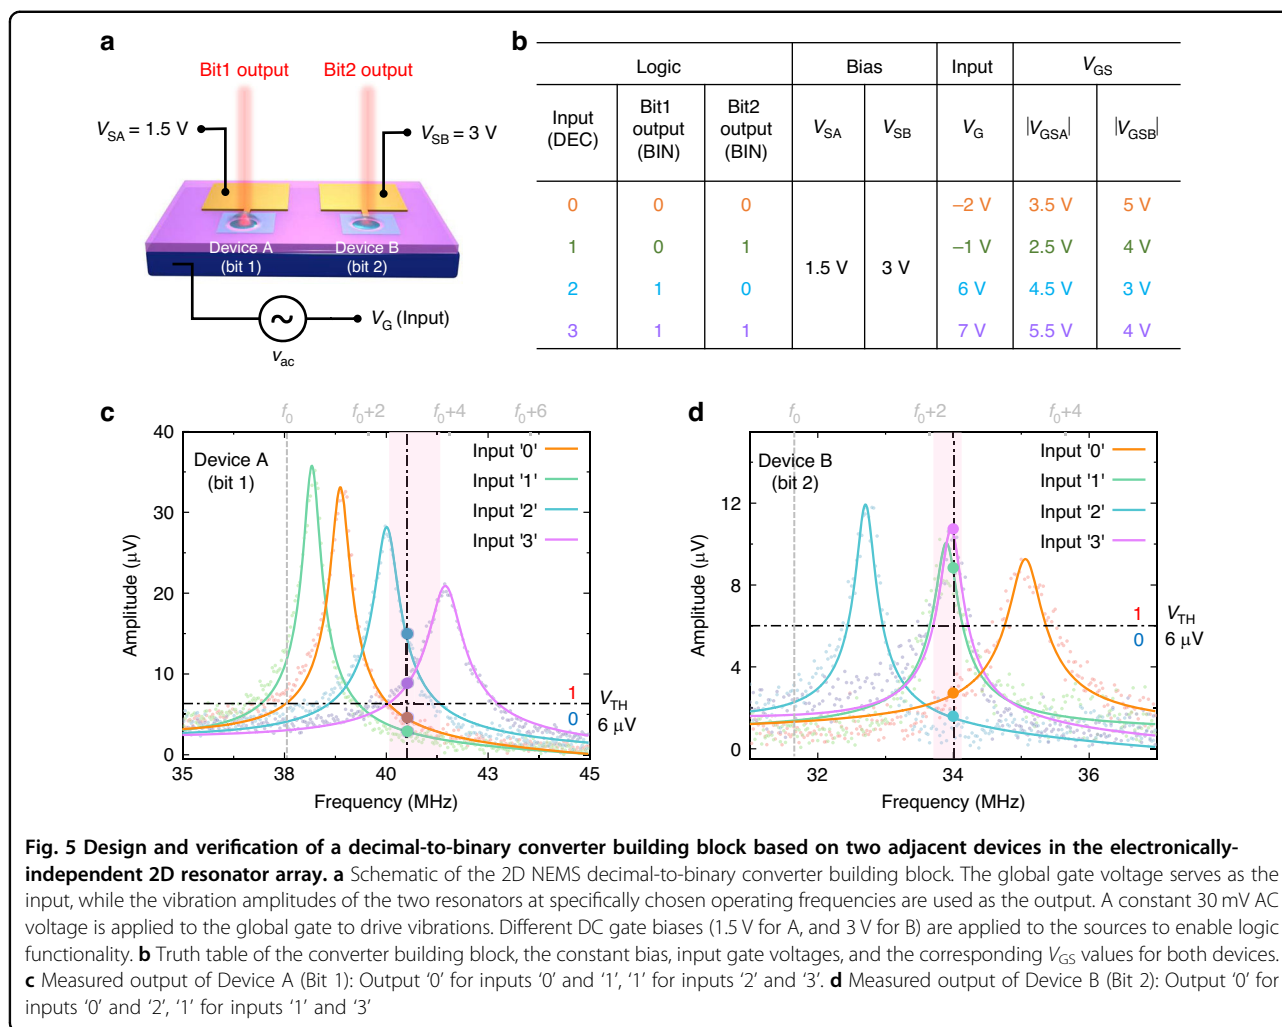 a
Bit1 output
Bit2 output
V_SA = 1.5 V
V_SB = 3 V
Device A
(bit 1)
Device B
(bit 2)
V_G (Input)
v_ac
b
Logic
Bias
Input
V_GS
Input
(DEC)
Bit1
output
(BIN)
Bit2
output
(BIN)
V_SA
V_SB
V_G
|V_GSA|
|V_GSB|
0 0 0 –2 V 3.5 V 5 V
1 0 1 –1 V 2.5 V 4 V
1.5 V 3 V
2 1 0 6 V 4.5 V 3 V
3 1 1 7 V 5.5 V 4 V
c
f_0 f_0+2 f_0+4 f_0+6
40
30
20
10
0
Amplitude (μV)
Device A
(bit 1)
Input '0'
Input '1'
Input '2'
Input '3'
1
0
V_TH
6 μV
35 38 40 43 45
Frequency (MHz)
d
f_0 f_0+2 f_0+4
12
8
4
0
Amplitude (μV)
Device B
(bit 2)
Input '0'
Input '1'
Input '2'
Input '3'
1
0
V_TH
6 μV
32 34 36
Frequency (MHz)
Fig. 5 Design and verification of a decimal-to-binary converter building block based on two adjacent devices in the electronically-
independent 2D resonator array. a Schematic of the 2D NEMS decimal-to-binary converter building block. The global gate voltage serves as the
input, while the vibration amplitudes of the two resonators at specifically chosen operating frequencies are used as the output. A constant 30 mV AC
voltage is applied to the global gate to drive vibrations. Different DC gate biases (1.5 V for A, and 3 V for B) are applied to the sources to enable logic
functionality. b Truth table of the converter building block, the constant bias, input gate voltages, and the corresponding V_GS values for both devices.
c Measured output of Device A (Bit 1): Output '0' for inputs '0' and '1', '1' for inputs '2' and '3'. d Measured output of Device B (Bit 2): Output '0' for
inputs '0' and '2', '1' for inputs '1' and '3'